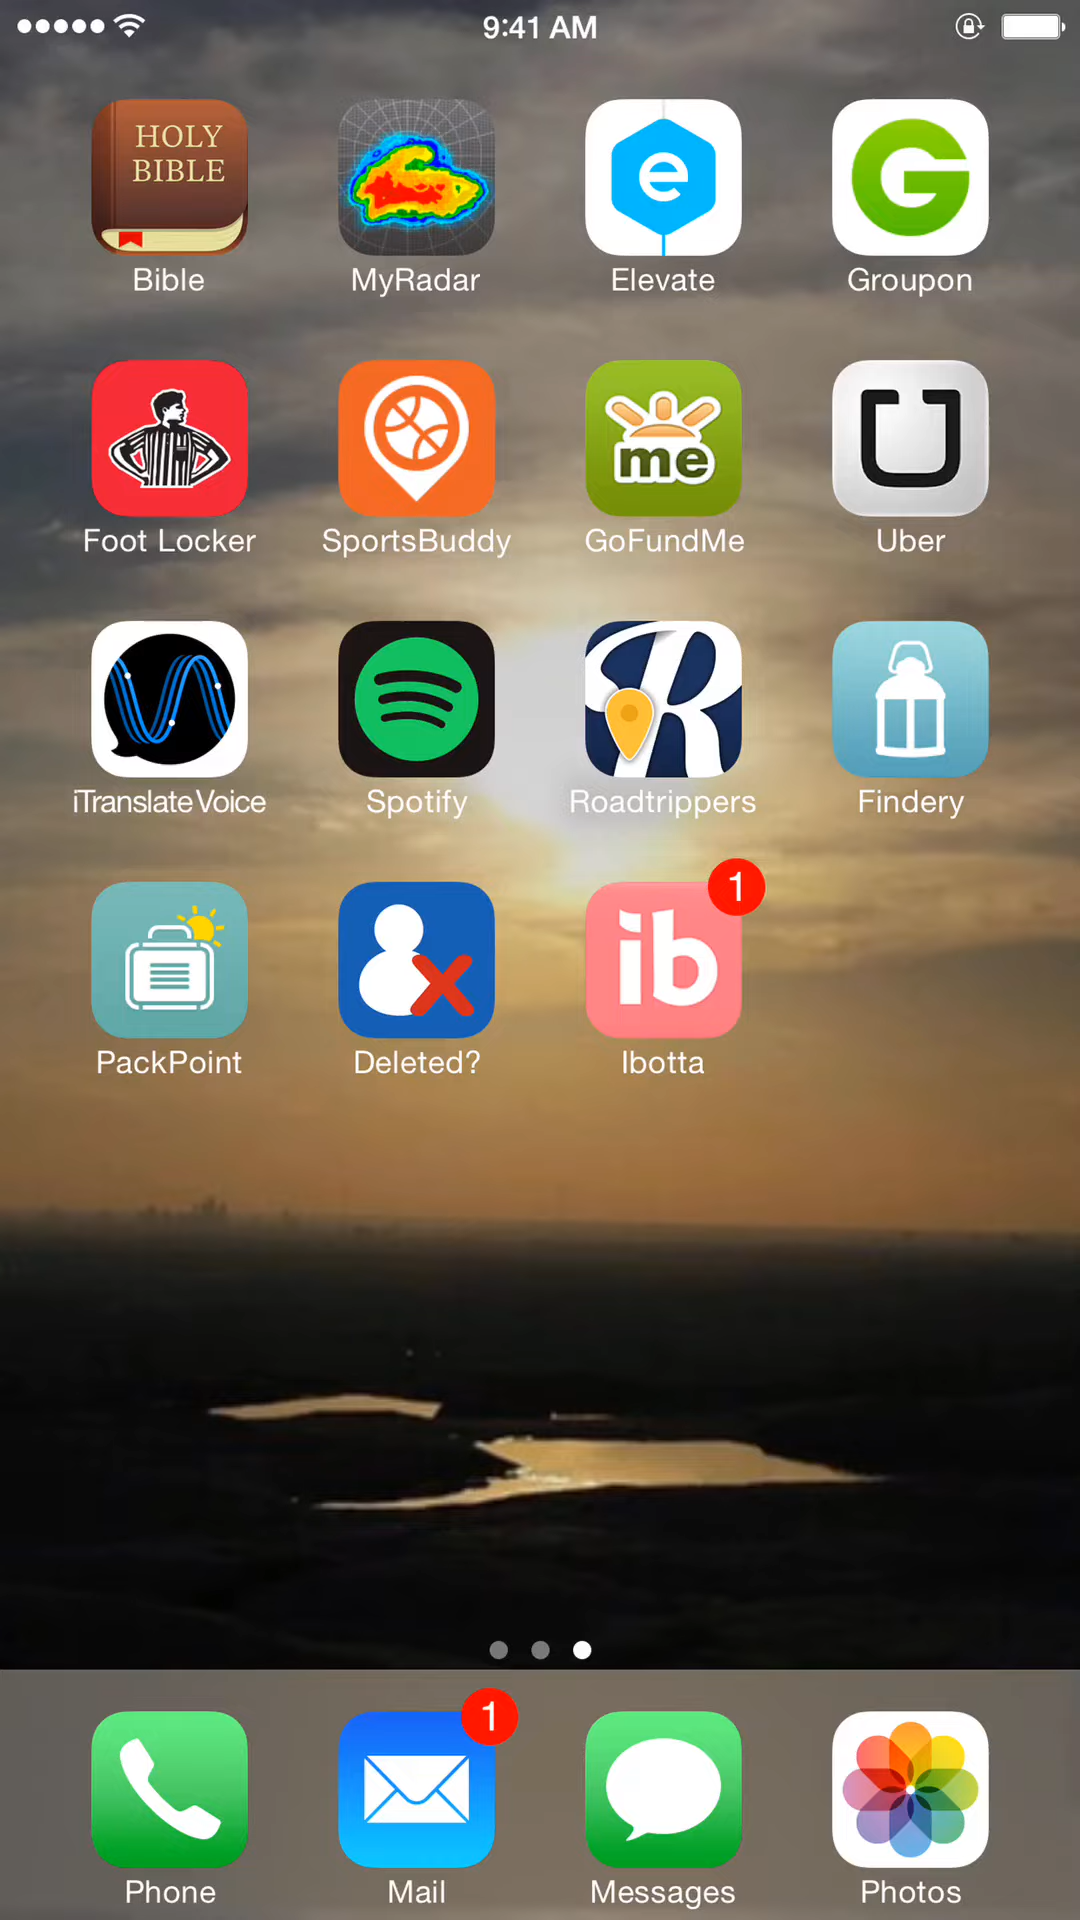 9:41 AM
HOLY
BIBLE
e
G
Bible
MyRadar
Elevate
Groupon
me
U
Foot Locker
SportsBuddy
GoFundMe
Uber
R
iTranslate Voice
Spotify
Roadtrippers
Findery
1
ib
PackPoint
Deleted?
Ibotta
1
Phone
Mail
Messages
Photos